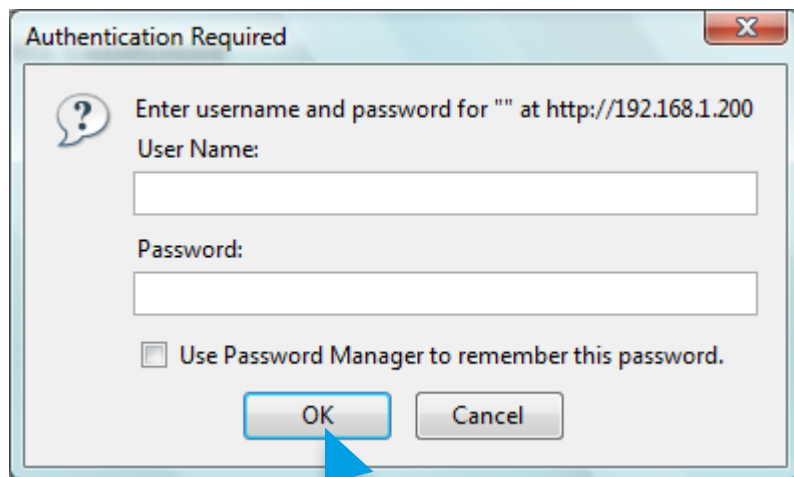 Authentication Required
Enter username and password for "" at http://192.168.1.200
User Name:
Password:
Use Password Manager to remember this password.
OK Cancel